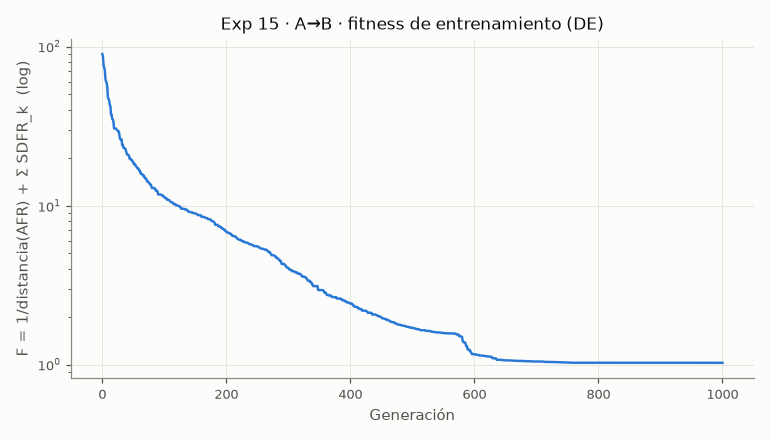 Exp 15 · A→B · fitness de entrenamiento (DE)
F = 1/distancia(AFR) + Σ SDFR_k  (log)
10²
10¹
10⁰
0 200 400 600 800 1000
Generación